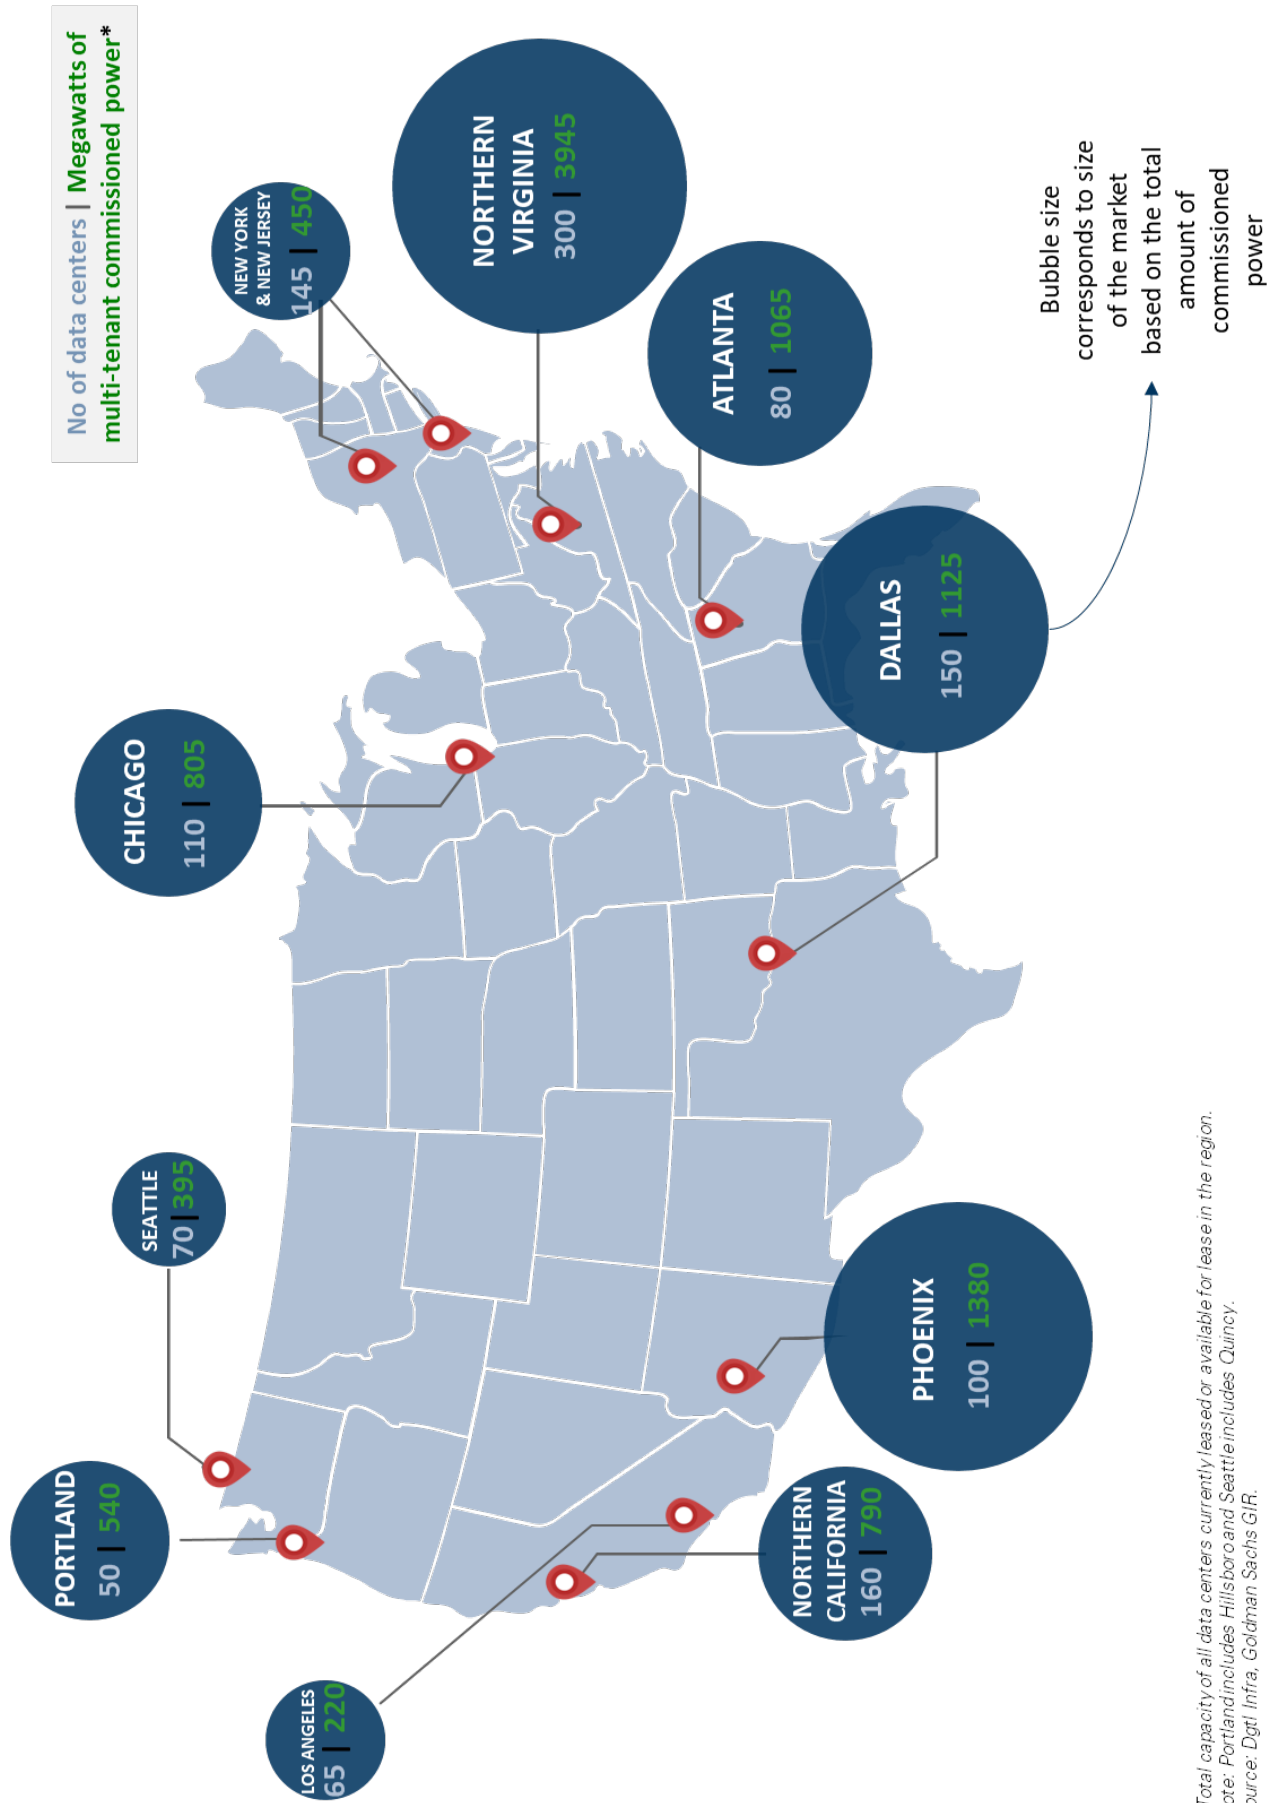 No of data centers | Megawatts of
multi-tenant commissioned power*
PORTLAND
50 | 540
SEATTLE
70|395
CHICAGO
110 | 805
NEW YORK
& NEW JERSEY
145 | 450
LOS ANGELES
65 | 220
NORTHERN
VIRGINIA
300 | 3945
NORTHERN
CALIFORNIA
160 | 790
ATLANTA
80 | 1065
PHOENIX
100 | 1380
DALLAS
150 | 1125
Bubble size
corresponds to size
of the market
based on the total
amount of
commissioned
power
Total capacity of all data centers currently leased or available for lease in the region.
ote: Portland includes Hillsboro and Seattle includes Quincy.
ource: Dgtl Infra, Goldman Sachs GIR.